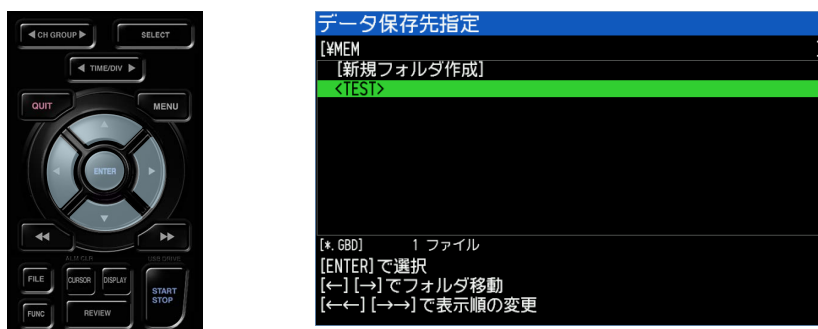 ◀ CH GROUP ▶
SELECT
◀ TIME/DIV ▶
QUIT
MENU
ENTER
ALM CLR
USB DRIVE
FILE
CURSOR
DISPLAY
START
STOP
FUNC
REVIEW
データ保存先指定
[¥MEM
[新規フォルダ作成]
<TEST>
[*.GBD] 1 ファイル
[ENTER]で選択
[←][→]でフォルダ移動
[←←][→→]で表示順の変更